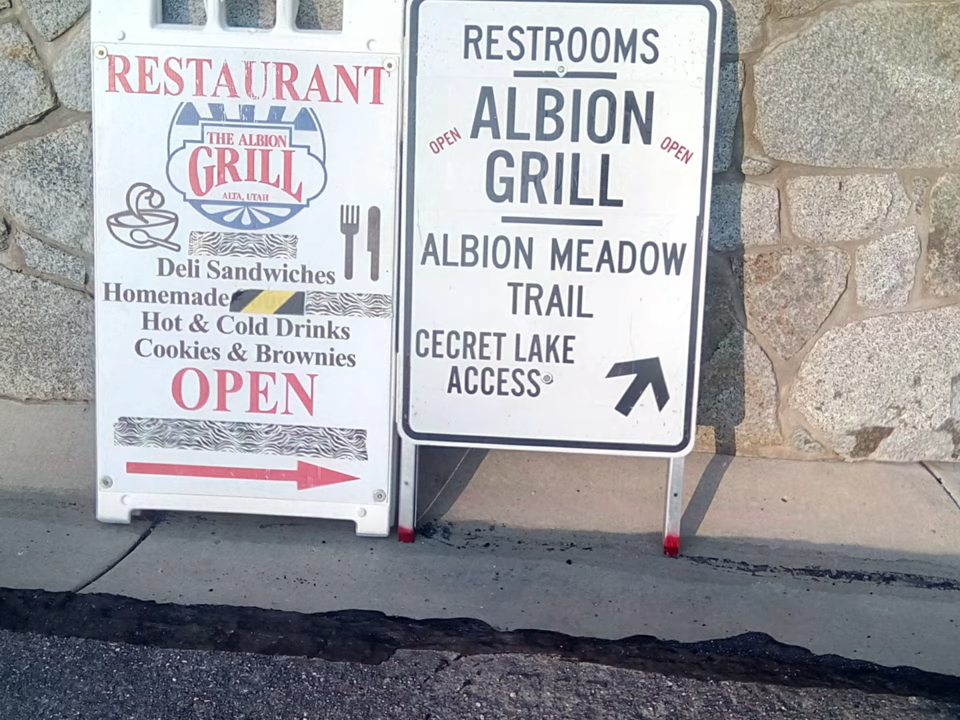 RESTAURANT
THE ALBION
GRILL
ALTA, UTAH
Deli Sandwiches
Homemade
Hot & Cold Drinks
Cookies & Brownies
OPEN
RESTROOMS
ALBION
OPEN OPEN
GRILL
ALBION MEADOW
TRAIL
CECRET LAKE
ACCESS